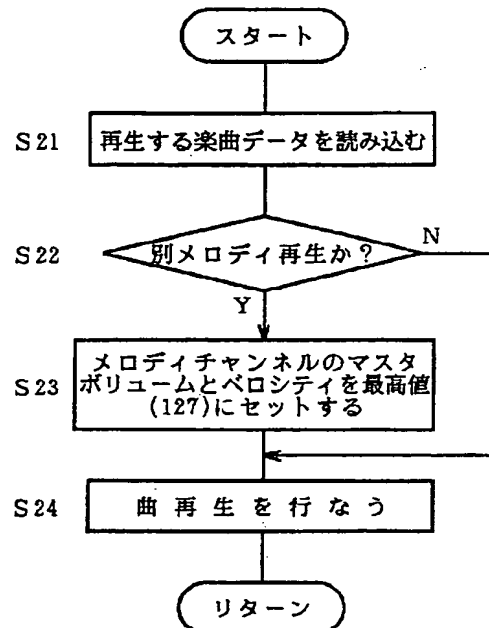 スタート
S21 再生する楽曲データを読み込む
S22 別メロディ再生か？ N
Y
S23 メロディチャンネルのマスタ
ボリュームとベロシティを最高値
(127)にセットする
S24 曲再生を行なう
リターン